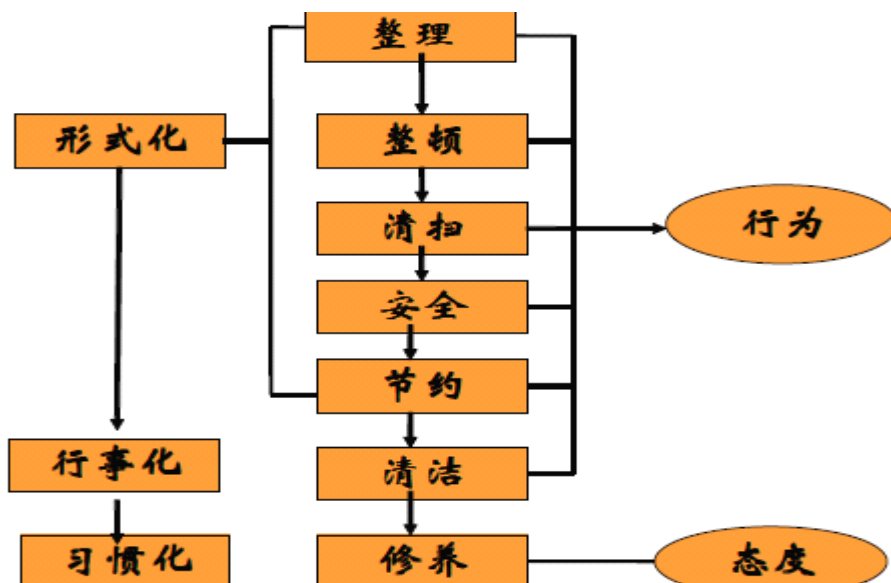 整理
形式化
整顿
清扫
行为
安全
节约
行事化
清洁
习惯化
修养
态度